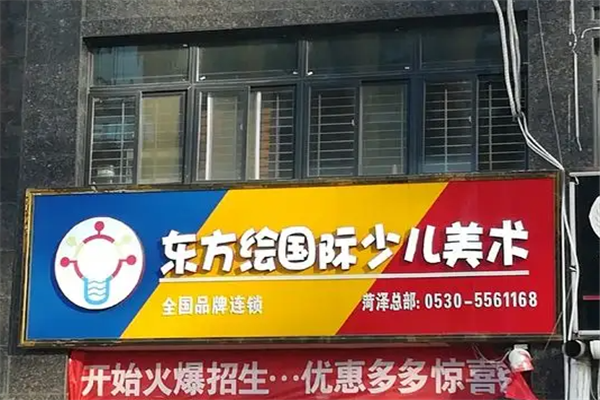 东方绘国际少儿美术
全国品牌连锁
菏泽总部: 0530-5561168
开始火爆招生···优惠多多惊喜